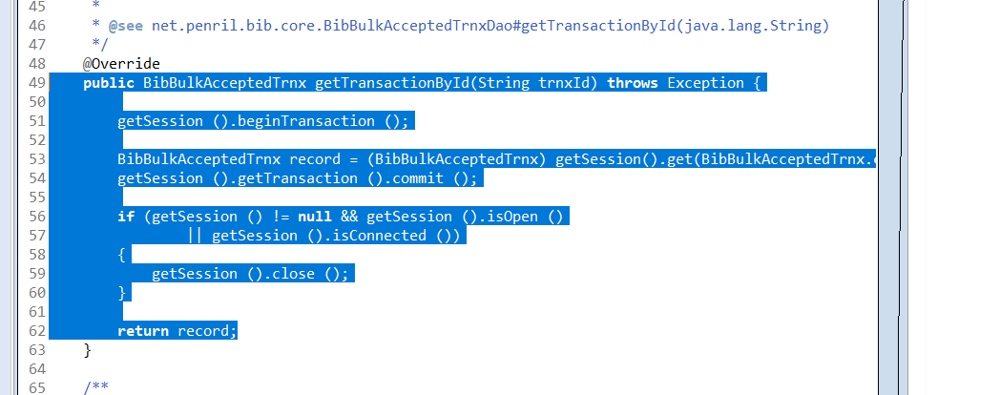 45 *
46 * @see net.penril.bib.core.BibBulkAcceptedTrnxDao#getTransactionById(java.lang.String)
47 */
48 @Override
49 public BibBulkAcceptedTrnx getTransactionById(String trnxId) throws Exception {
50
51 getSession ().beginTransaction ();
52
53 BibBulkAcceptedTrnx record = (BibBulkAcceptedTrnx) getSession().get(BibBulkAcceptedTrnx.
54 getSession ().getTransaction ().commit ();
55
56 if (getSession () != null && getSession ().isOpen ()
57 || getSession ().isConnected ())
58 {
59 getSession ().close ();
60 }
61
62 return record;
63 }
64
65 /**